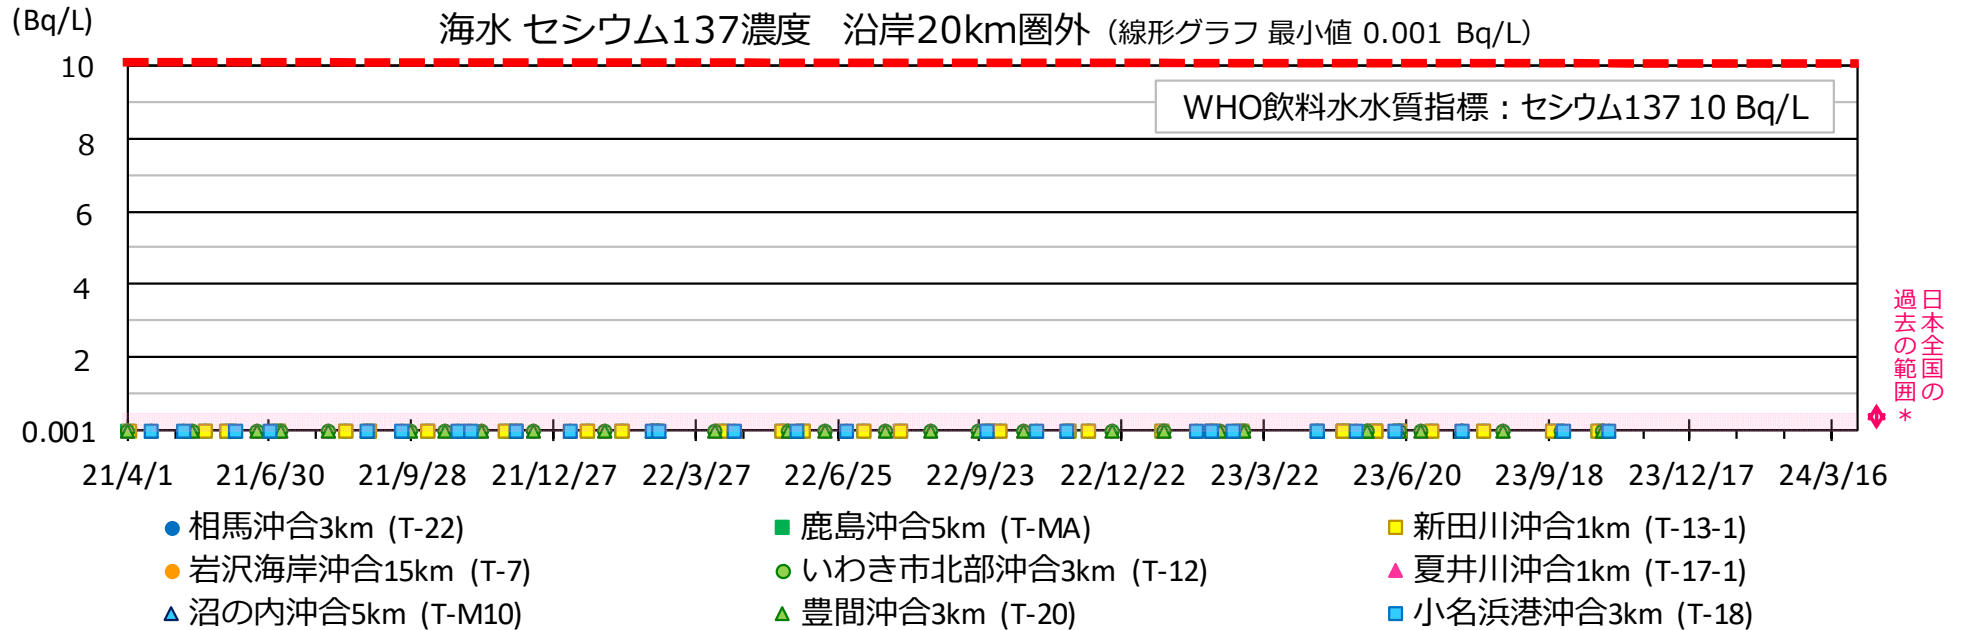 (Bq/L)
海水 セシウム137濃度　沿岸20km圏外（線形グラフ 最小値 0.001 Bq/L）
10
WHO飲料水水質指標：セシウム137 10 Bq/L
8
6
4
2
0.001
日本全国の
過去の範囲＊
21/4/1 21/6/30 21/9/28 21/12/27 22/3/27 22/6/25 22/9/23 22/12/22 23/3/22 23/6/20 23/9/18 23/12/17 24/3/16
相馬沖合3km (T-22) 鹿島沖合5km (T-MA) 新田川沖合1km (T-13-1)
岩沢海岸沖合15km (T-7) いわき市北部沖合3km (T-12) 夏井川沖合1km (T-17-1)
沼の内沖合5km (T-M10) 豊間沖合3km (T-20) 小名浜港沖合3km (T-18)